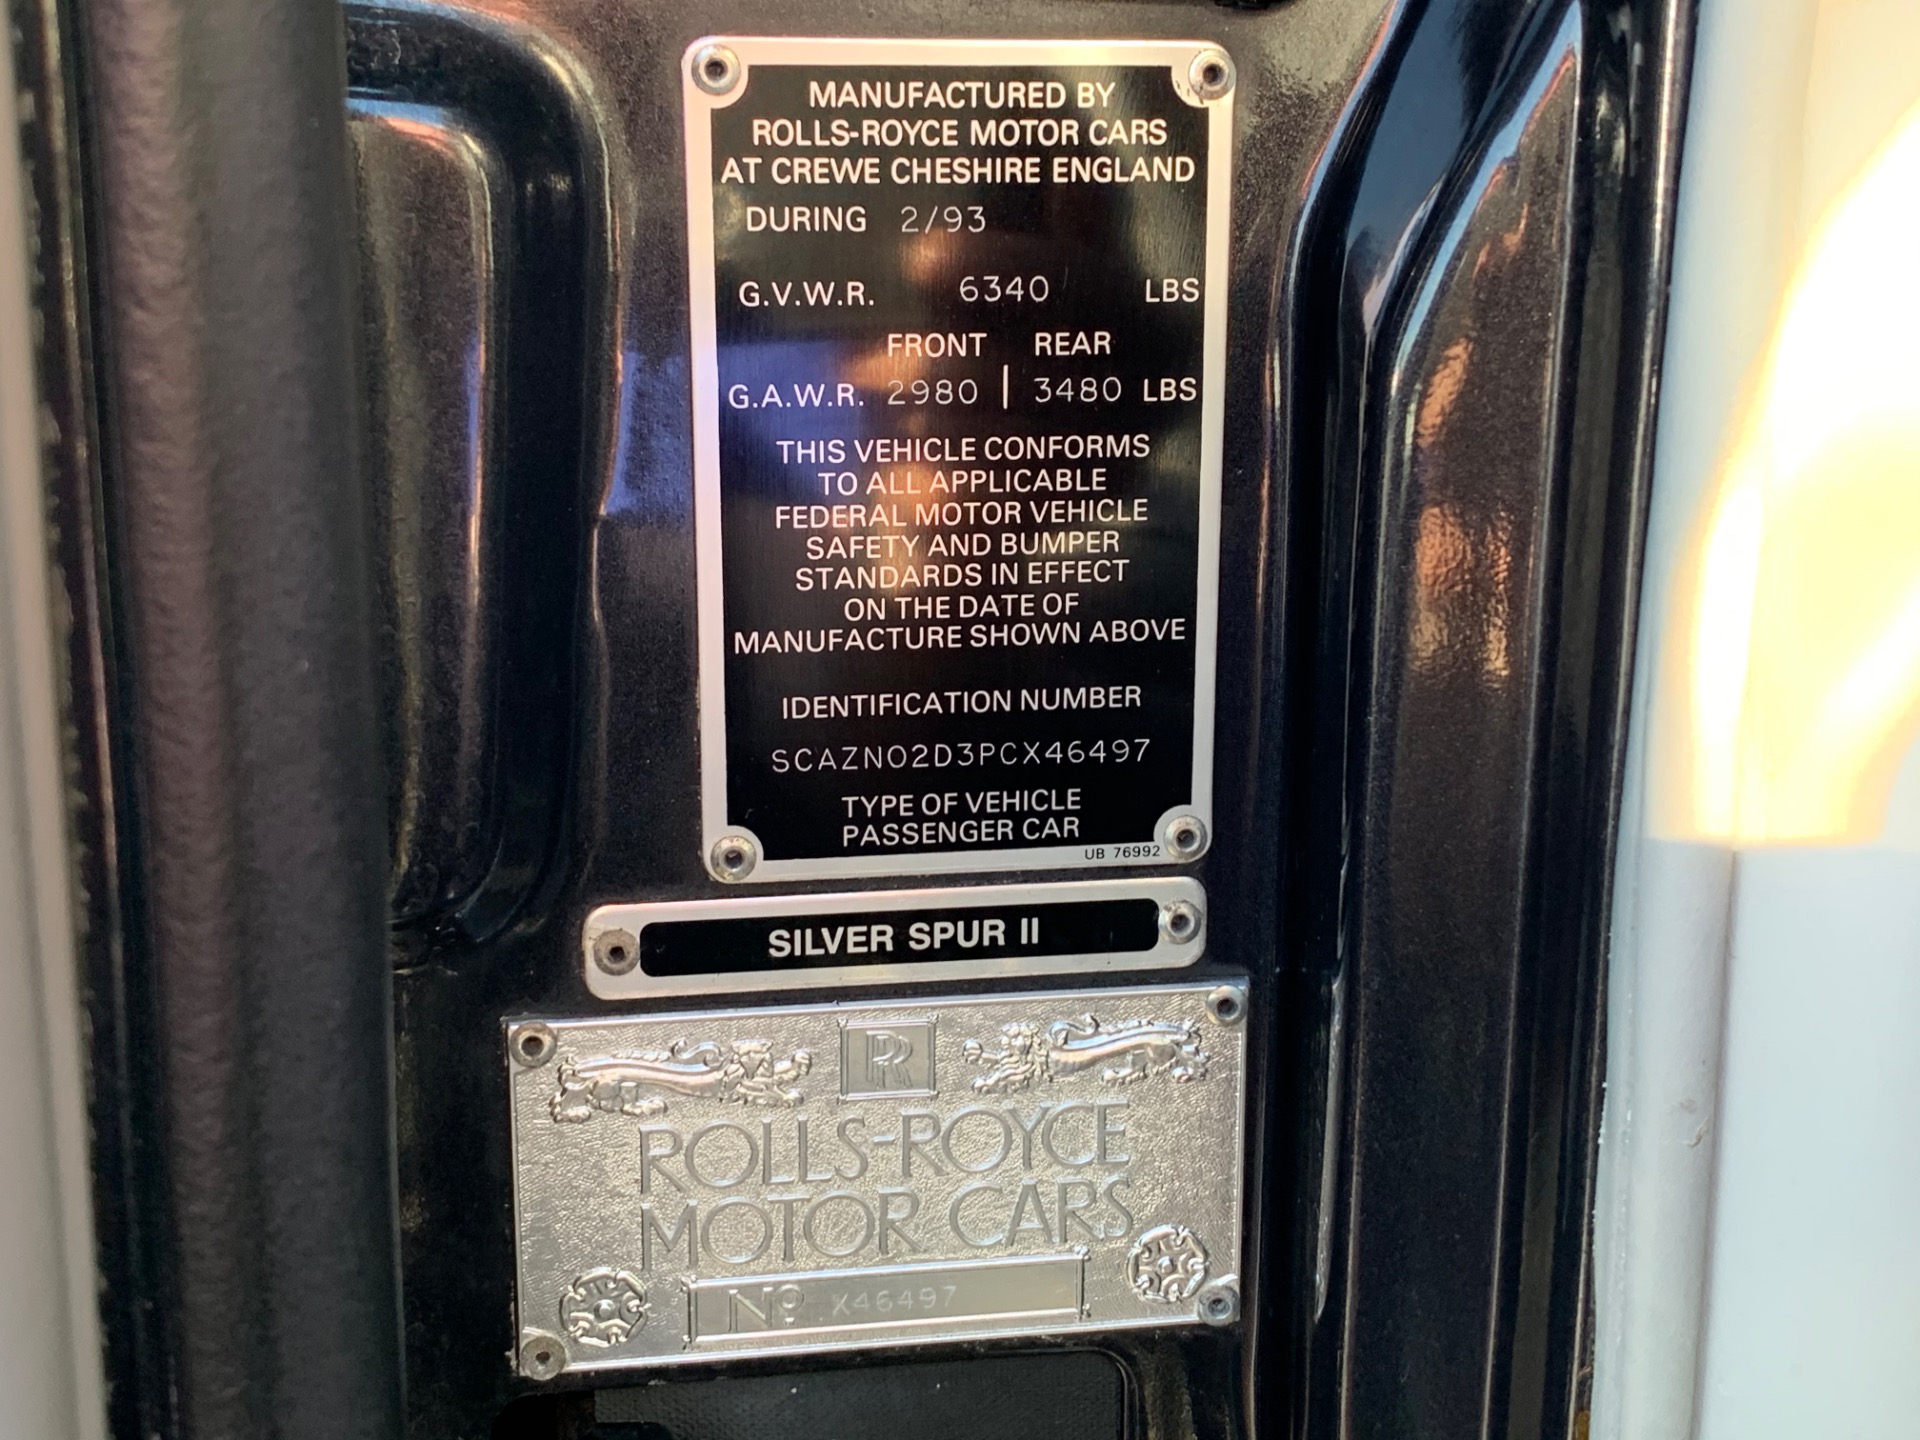 MANUFACTURED BY
ROLLS-ROYCE MOTOR CARS
AT CREWE CHESHIRE ENGLAND
DURING 2/93
G.V.W.R. 6340 LBS
FRONT REAR
G.A.W.R. 2980 | 3480 LBS
THIS VEHICLE CONFORMS
TO ALL APPLICABLE
FEDERAL MOTOR VEHICLE
SAFETY AND BUMPER
STANDARDS IN EFFECT
ON THE DATE OF
MANUFACTURE SHOWN ABOVE
IDENTIFICATION NUMBER
SCAZN02D3PCX46497
TYPE OF VEHICLE
PASSENGER CAR
UB 76992
SILVER SPUR II
RR
ROLLS-ROYCE
MOTOR CARS
Nº X46497